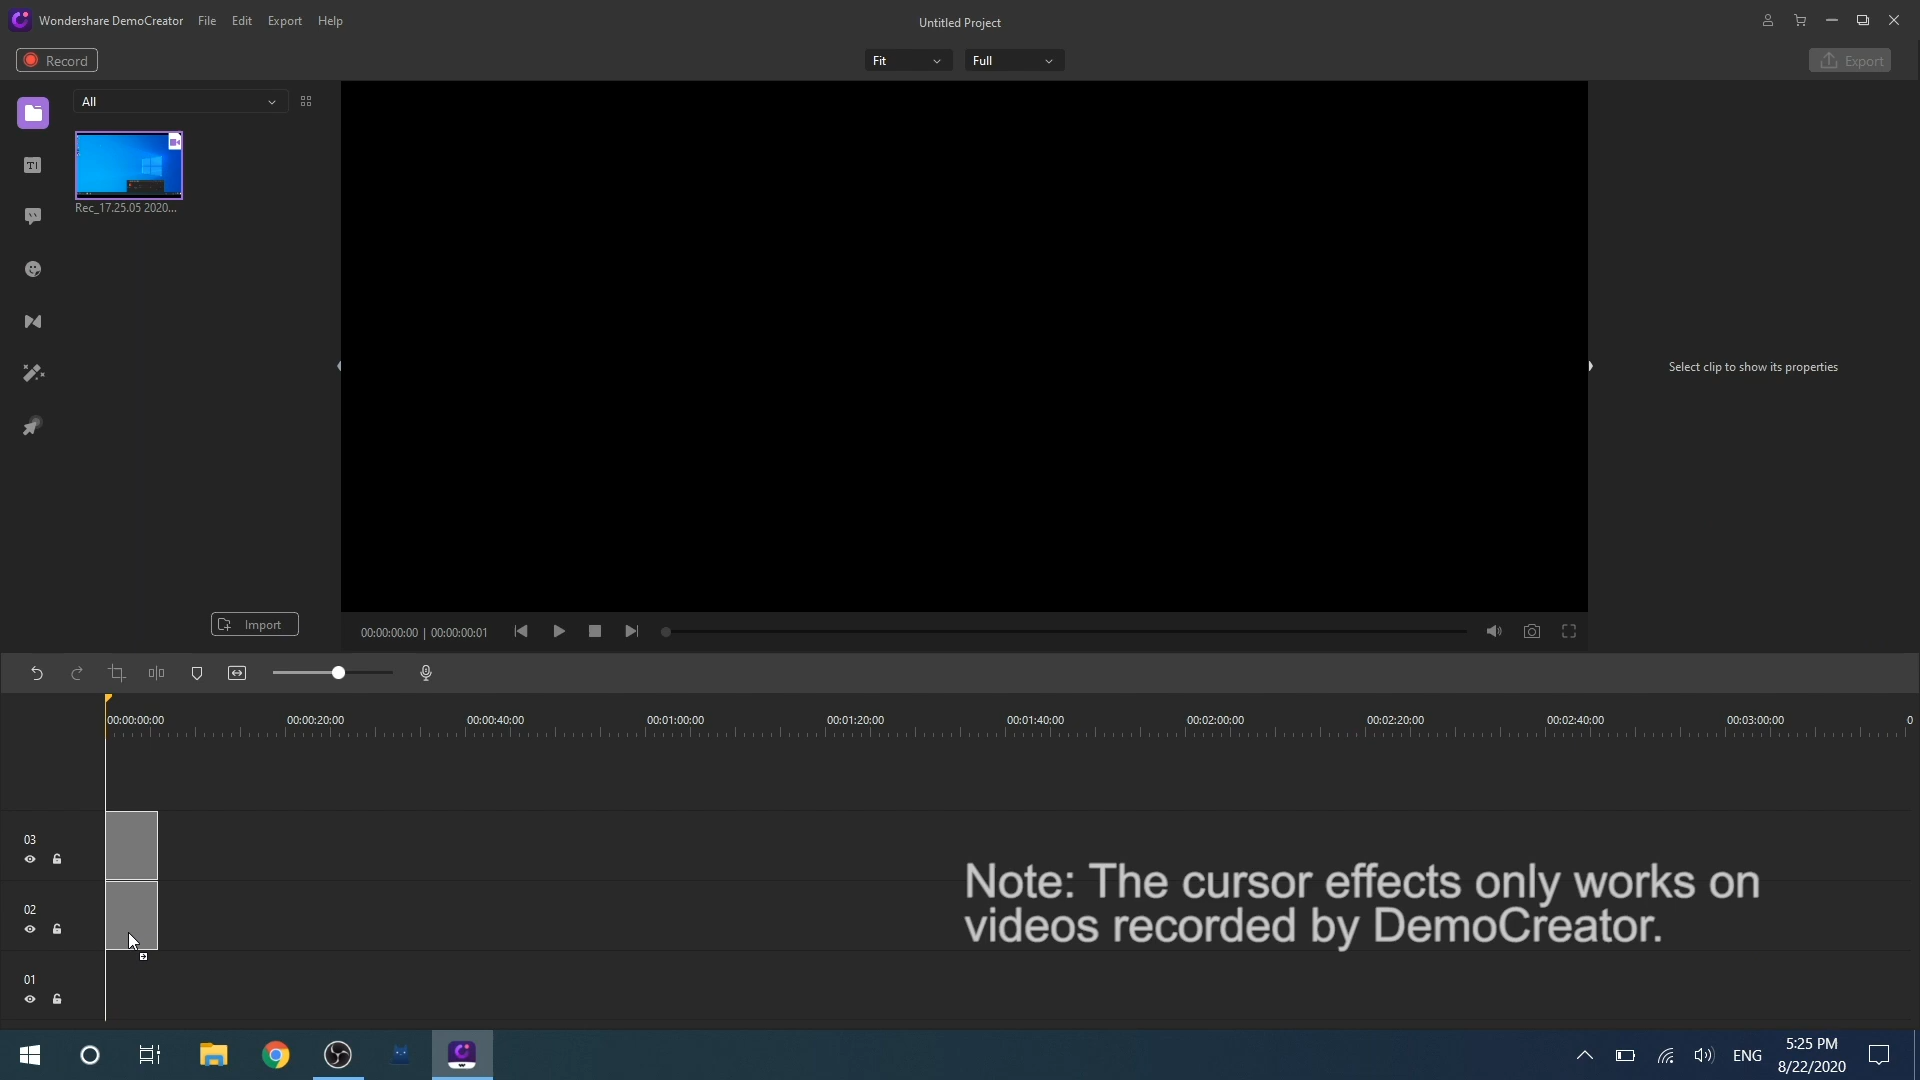 Wondershare DemoCreator File Edit Export Help
Untitled Project
Record
Fit
Full
Export
All
TI
Rec_17.25.05 2020...
Select clip to show its properties
Import
00:00:00:00 | 00:00:00:01
00:00:00:00 00:00:20:00 00:00:40:00 00:01:00:00 00:01:20:00 00:01:40:00 00:02:00:00 00:02:20:00 00:02:40:00 00:03:00:00 0
03
02
01
Note: The cursor effects only works on
videos recorded by DemoCreator.
ENG
5:25 PM
8/22/2020